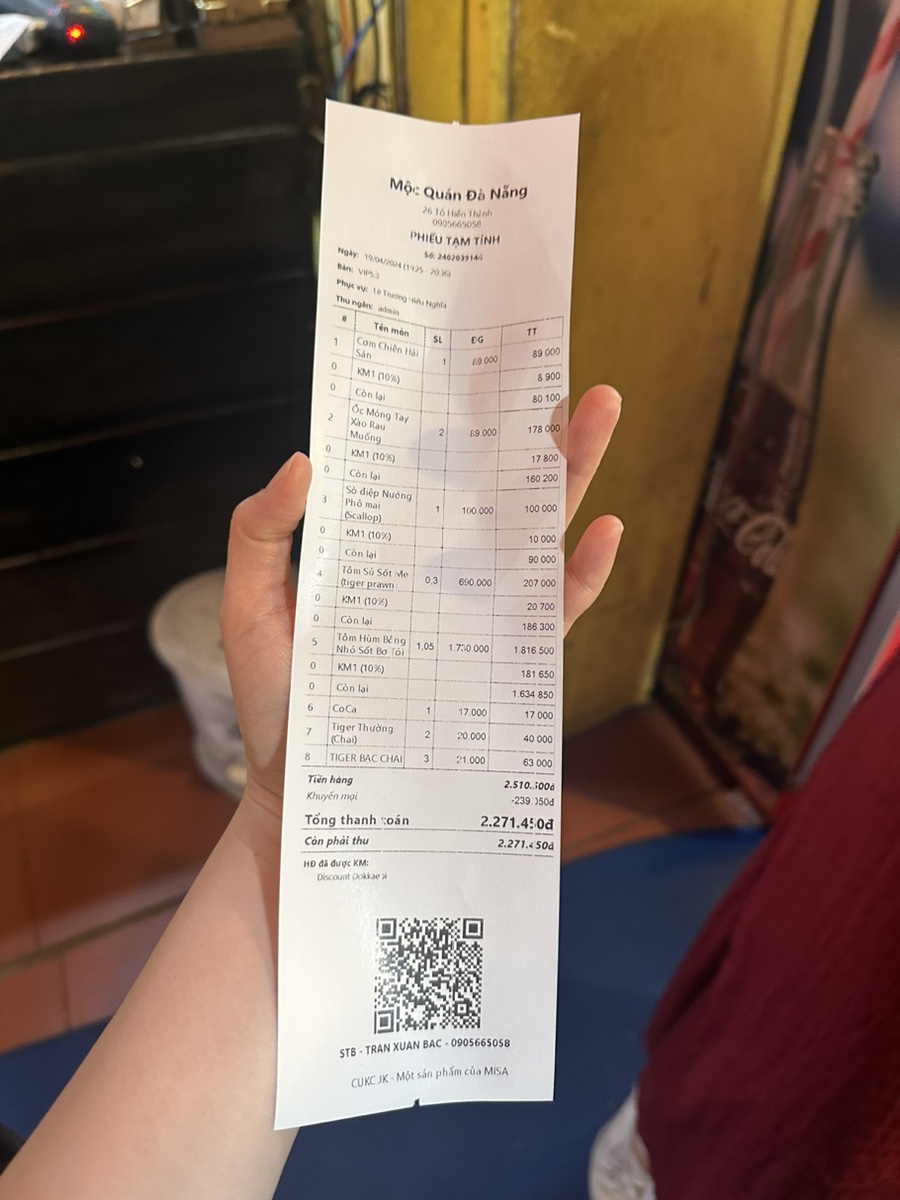 Mộc Quán Đà Nẵng
26 Tô Hiến Thành
0905665058
PHIẾU TẠM TÍNH
Số: 2402039146
Ngày: 19/04/2024 (19:25 - 20:36)
Bàn: VIP5.3
Phục vụ: Lê Trương Hiếu Nghĩa
Thu ngân: admin
# Tên món SL ĐG TT
1 Cơm Chiên Hải Sản 1 89.000 89 000
0 KM1 (10%) 8 900
0 Còn lại 80 100
2 Ốc Móng Tay Xào Rau Muống 2 89.000 178 000
0 KM1 (10%) 17 800
0 Còn lại 160 200
3 Sò điệp Nướng Phô mai (Scallop) 1 100 000 100 000
0 KM1 (10%) 10 000
0 Còn lại 90 000
4 Tôm Sú Sốt Me (tiger prawn 0,3 690.000 207 000
0 KM1 (10%) 20 700
0 Còn lại 186 300
5 Tôm Hùm Bông Nhỏ Sốt Bơ Tỏi 1,05 1.730 000 1.816 500
0 KM1 (10%) 181 650
0 Còn lại 1.634 850
6 CoCa 1 17.000 17 000
7 Tiger Thường (Chai) 2 20.000 40 000
8 TIGER BẠC CHAI 3 21.000 63 000
Tiền hàng 2.510.500đ
Khuyến mại -239.050đ
Tổng thanh toán 2.271.450đ
Còn phải thu 2.271.450đ
HĐ đã được KM:
Discount
STB - TRAN XUAN BAC - 0905665058
CUKCUK - Một sản phẩm của MISA